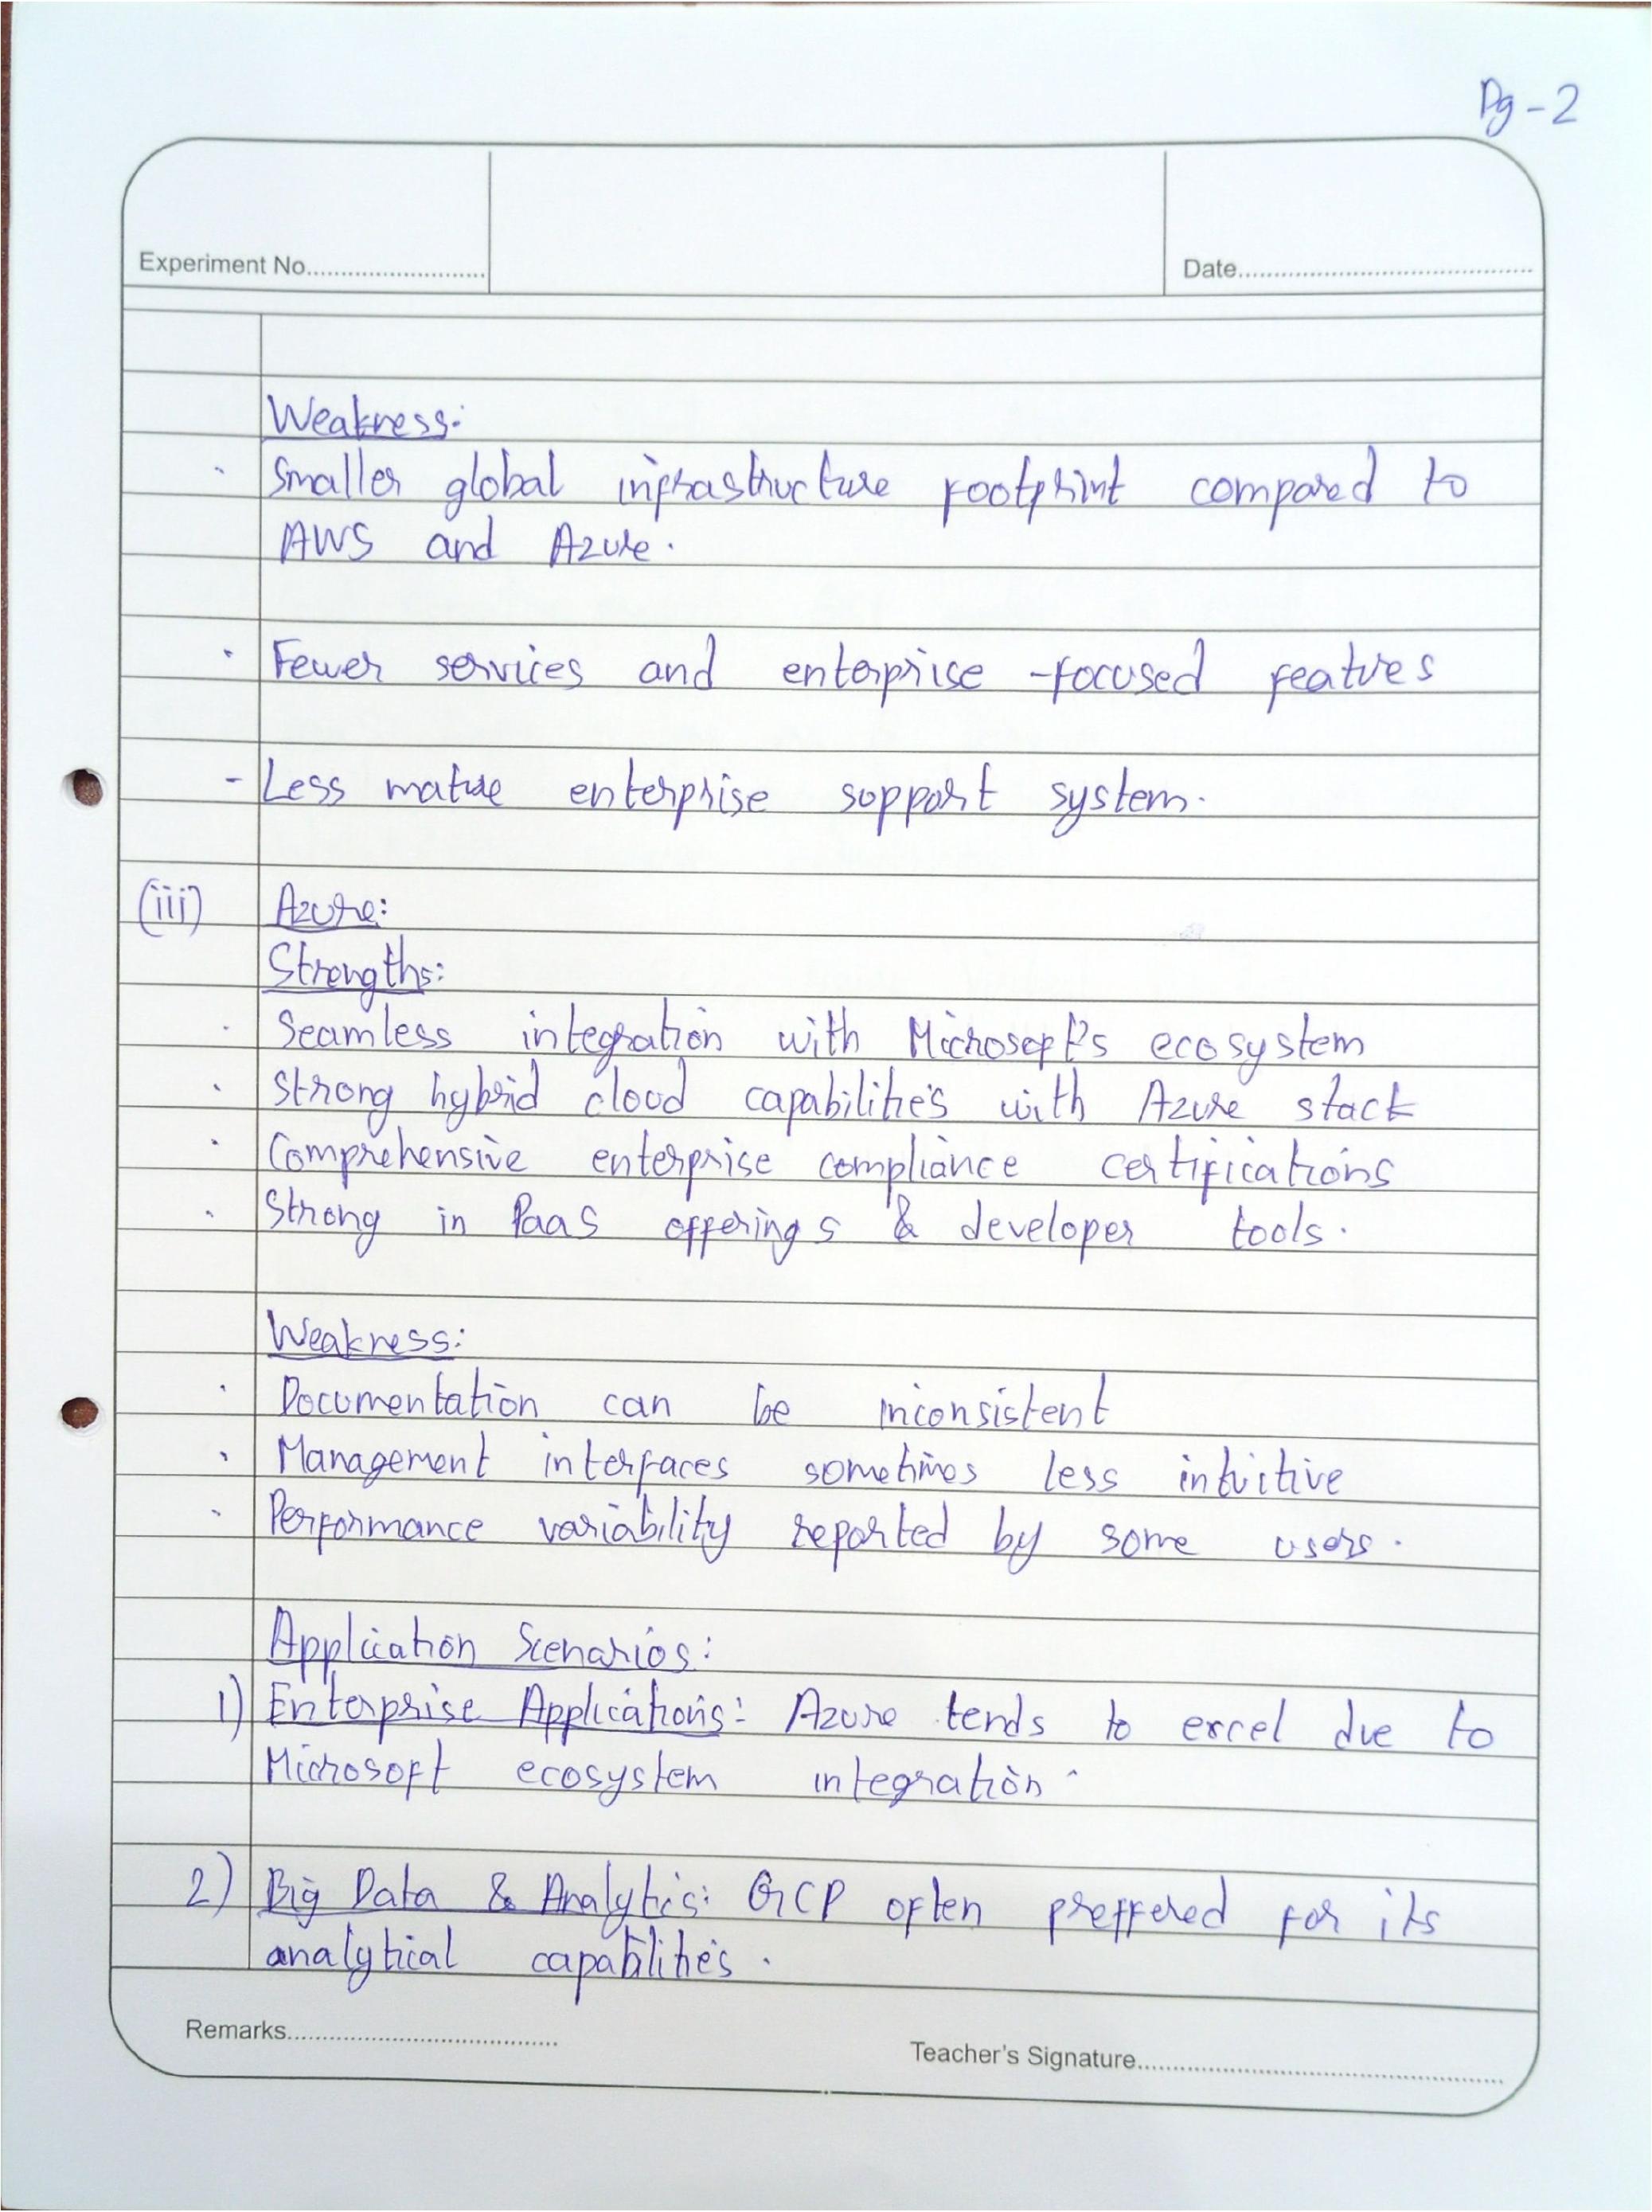 Pg-2
Experiment No.
Date
Weakness:
Smaller global infrastructure footprint compared to
AWS and Azure.
Fewer services and enterprise -focused features
- Less mature enterprise support system.
(iii) Azure:
Strengths:
Seamless integration with Microsoft's ecosystem
Strong hybrid cloud capabilities with Azure stack
Comprehensive enterprise compliance certifications
Strong in PaaS offerings & developer tools.
Weakness:
Documentation can be inconsistent
Management interfaces sometimes less intuitive
Performance variability reported by some users.
Application Scenarios:
1) Enterprise Applications: Azure tends to excel due to
Microsoft ecosystem integration.
2) Big Data & Analytics: GCP often preffered for its
analytical capabilities.
Remarks
Teacher's Signature